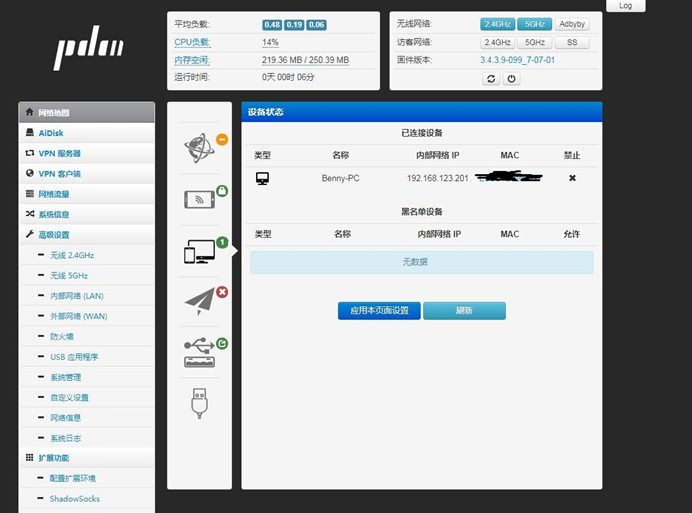 Log
pdcn
平均负载: 0.48 0.19 0.06
CPU负载: 14%
内存空闲: 219.36 MB / 250.39 MB
运行时间: 0天 00时 06分
无线网络: 2.4GHz 5GHz Adbyby
访客网络: 2.4GHz 5GHz SS
固件版本: 3.4.3.9-099_7-07-01
网络地图
AiDisk
VPN 服务器
VPN 客户端
网络流量
系统信息
高级设置
无线 2.4GHz
无线 5GHz
内部网络 (LAN)
外部网络 (WAN)
防火墙
USB 应用程序
系统管理
自定义设置
网络信息
系统日志
扩展功能
配置扩展环境
ShadowSocks
1
设备状态
已连接设备
类型 名称 内部网络 IP MAC 禁止
Benny-PC 192.168.123.201
黑名单设备
类型 名称 内部网络 IP MAC 允许
无数据
应用本页面设置 刷新